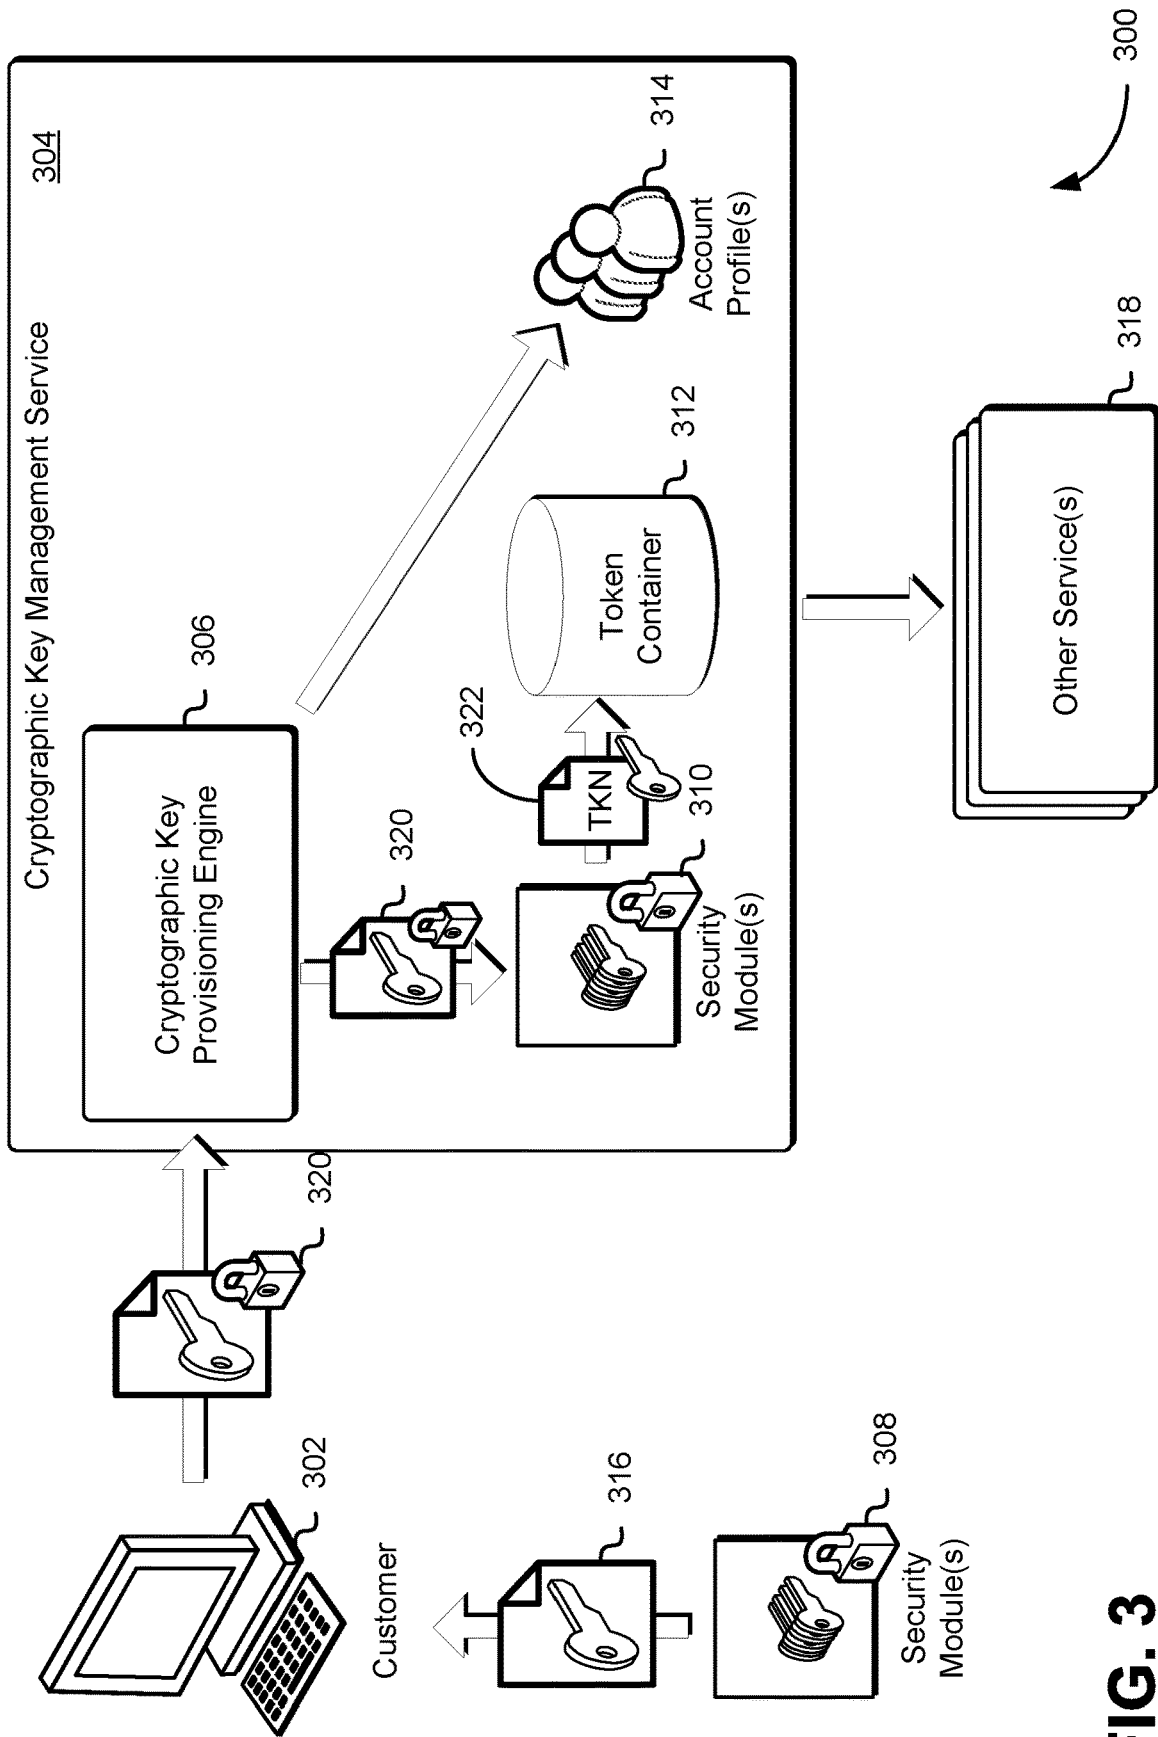 Cryptographic Key Management Service
304
Cryptographic Key
Provisioning Engine
306
320
320
302
Customer
316
308
Security
Module(s)
TKN
322
310
Security
Module(s)
Token
Container
312
314
Account
Profile(s)
Other Service(s)
318
300
FIG. 3